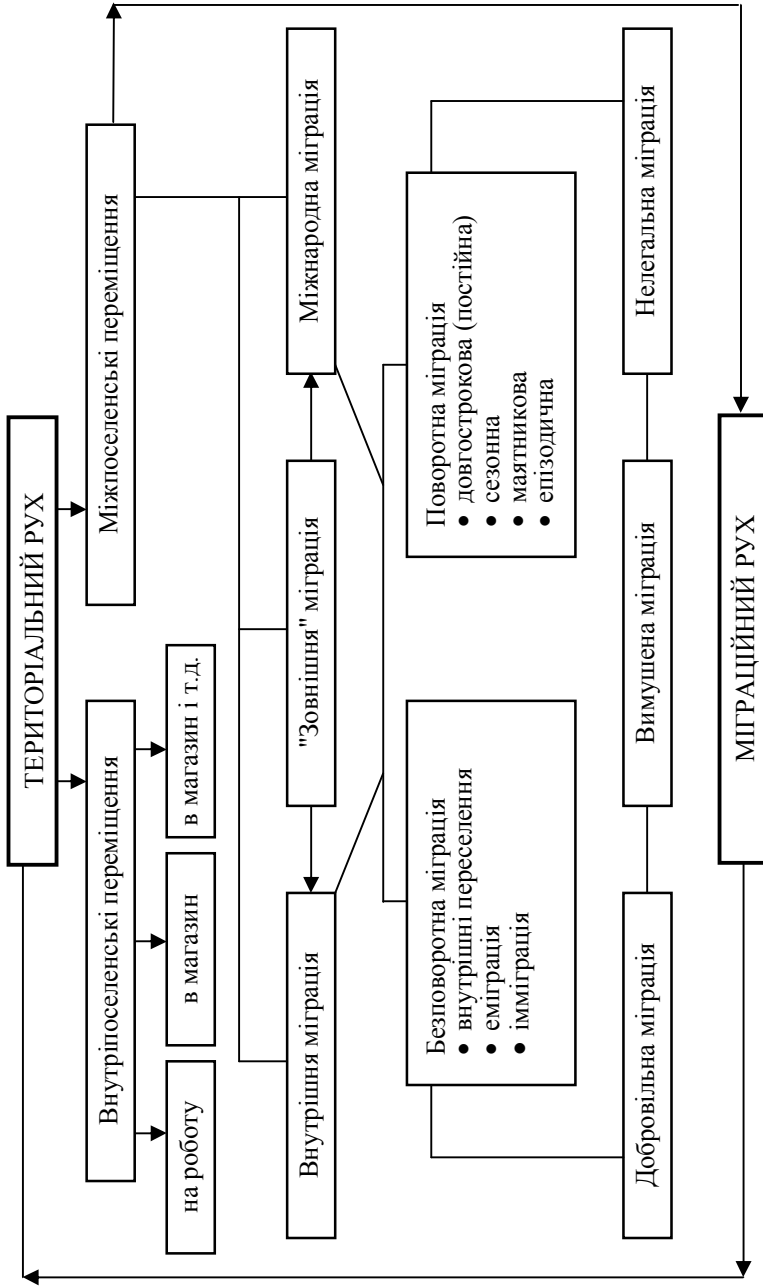 ТЕРИТОРІАЛЬНИЙ РУХ
Внутріпоселенські переміщення
Міжпоселенські переміщення
на роботу
в магазин
в магазин і т.д.
Внутрішня міграція
"Зовнішня" міграція
Міжнародна міграція
Безповоротна міграція
• внутрішні переселення
• еміграція
• імміграція
Поворотна міграція
• довгострокова (постійна)
• сезонна
• маятникова
• епізодична
Добровільна міграція
Вимушена міграція
Нелегальна міграція
МІГРАЦІЙНИЙ РУХ